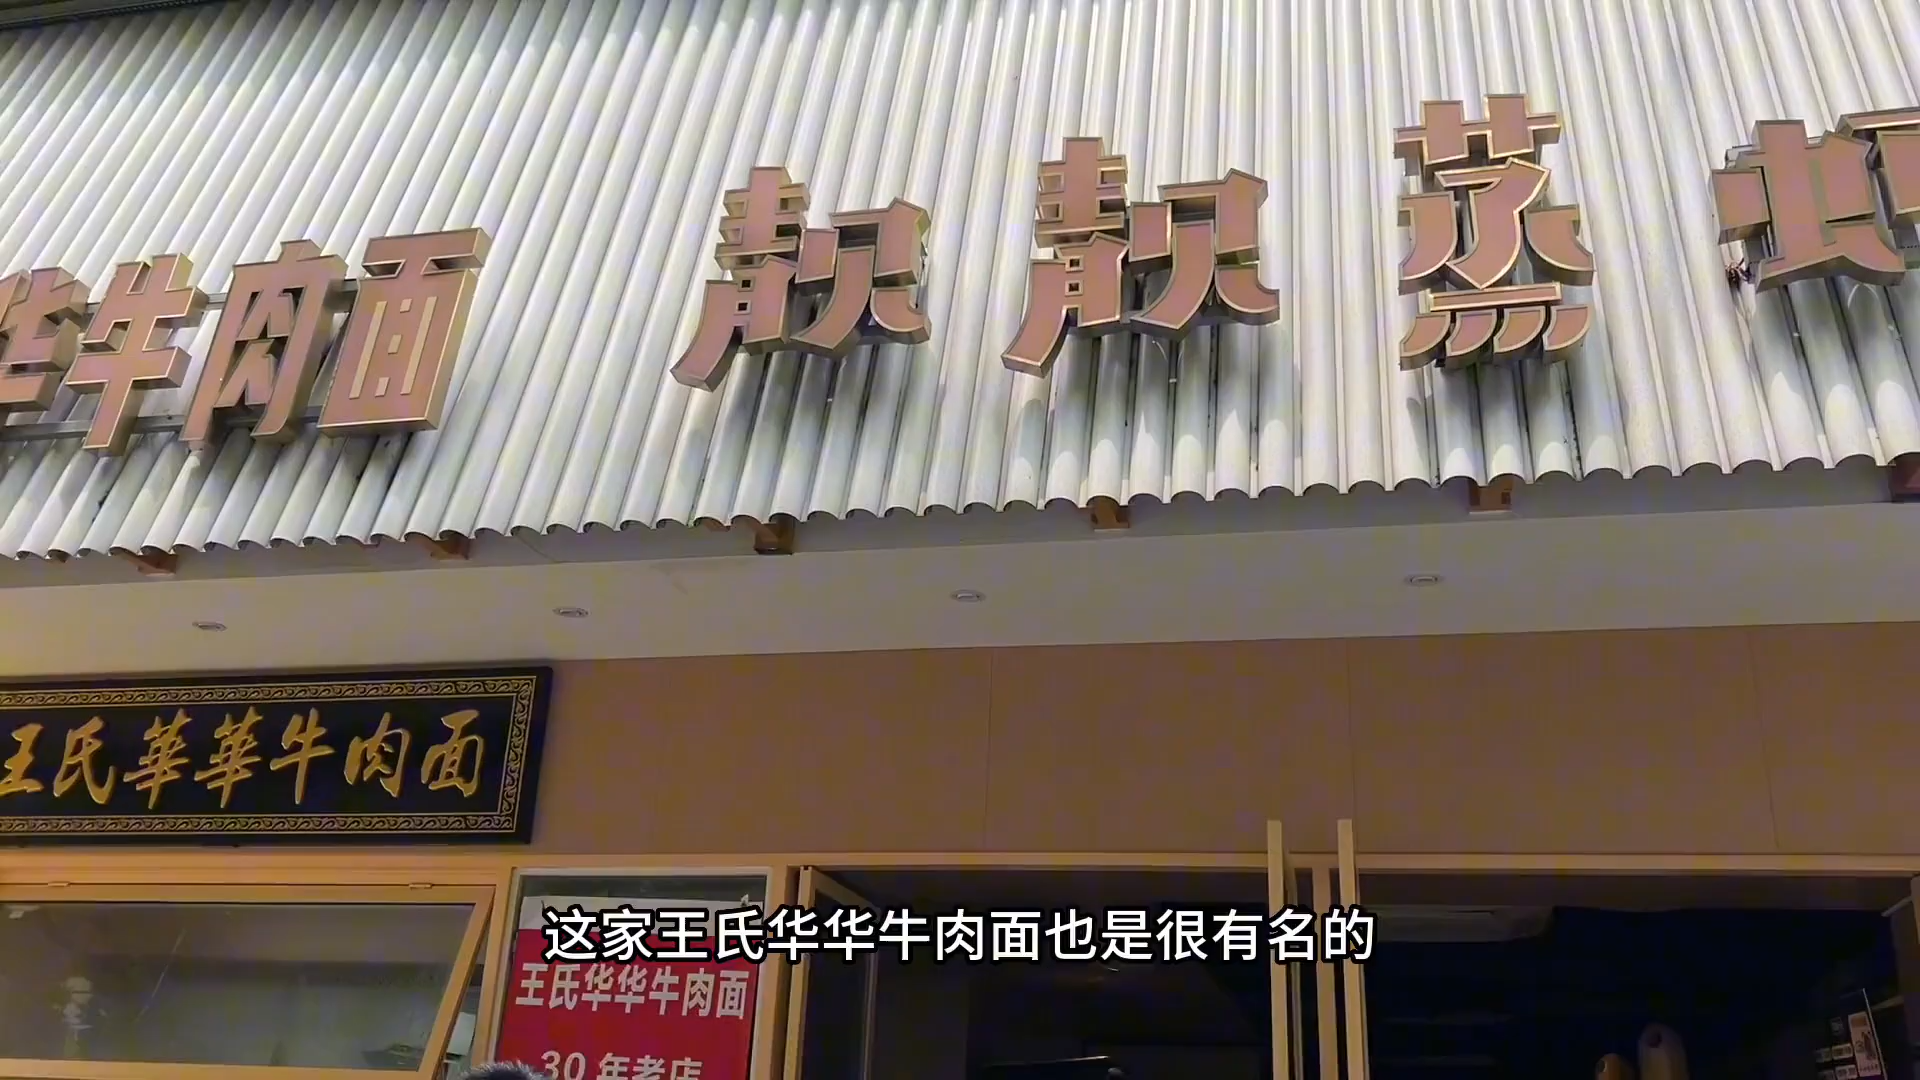 华牛肉面 靓靓蒸虾
王氏華華牛肉面
这家王氏华华牛肉面也是很有名的
王氏华华牛肉面
30年老店